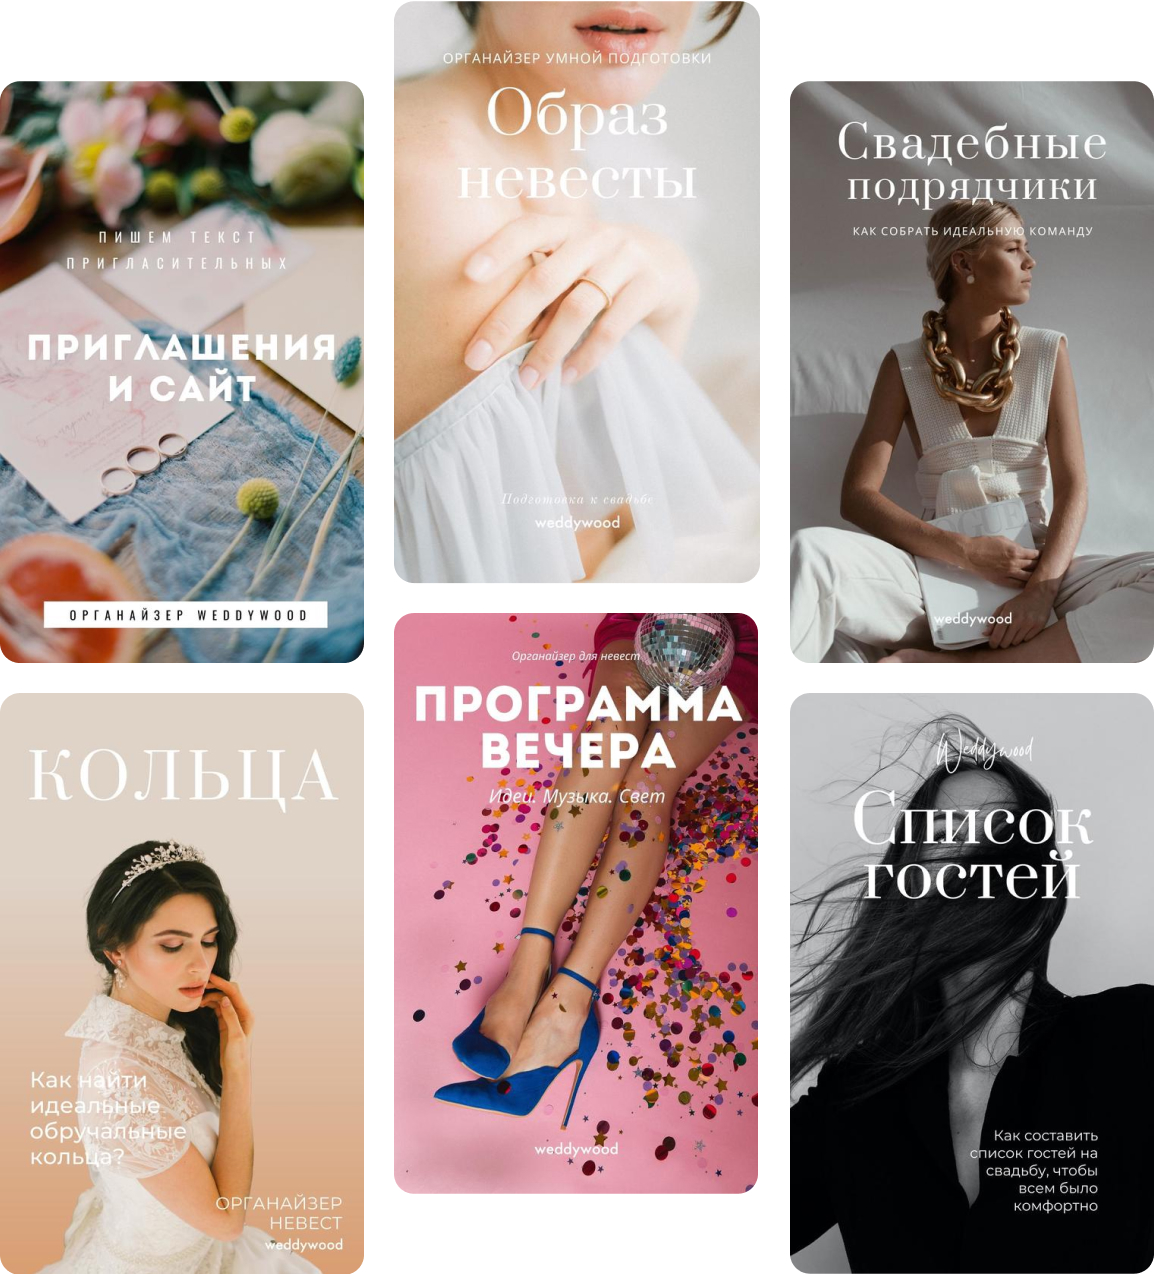 ПИШЕМ ТЕКСТ
ПРИГЛАСИТЕЛЬНЫХ
ПРИГЛАШЕНИЯ
И САЙТ
ОРГАНАЙЗЕР WEDDYWOOD
ОРГАНАЙЗЕР УМНОЙ ПОДГОТОВКИ
Образ
невесты
Подготовка к свадьбе
weddywood
Свадебные
подрядчики
КАК СОБРАТЬ ИДЕАЛЬНУЮ КОМАНДУ
weddywood
КОЛЬЦА
Как найти
идеальные
обручальные
кольца?
ОРГАНАЙЗЕР
НЕВЕСТ
weddywood
Органайзер для невест
ПРОГРАММА
ВЕЧЕРА
Идеи. Музыка. Свет
weddywood
Weddywood
Список
гостей
Как составить
список гостей на
свадьбу, чтобы
всем было
комфортно